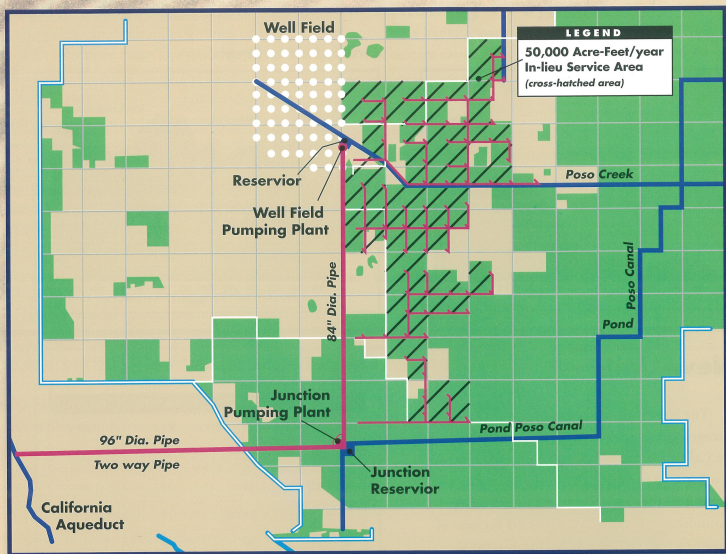 Well Field
LEGEND
50,000 Acre-Feet/year
In-lieu Service Area
(cross-hatched area)
Reservior
Poso Creek
Well Field
Pumping Plant
84" Dia. Pipe
Poso Canal
Pond
Junction
Pumping Plant
96" Dia. Pipe
Two way Pipe
Pond Poso Canal
Junction
Reservior
California
Aqueduct